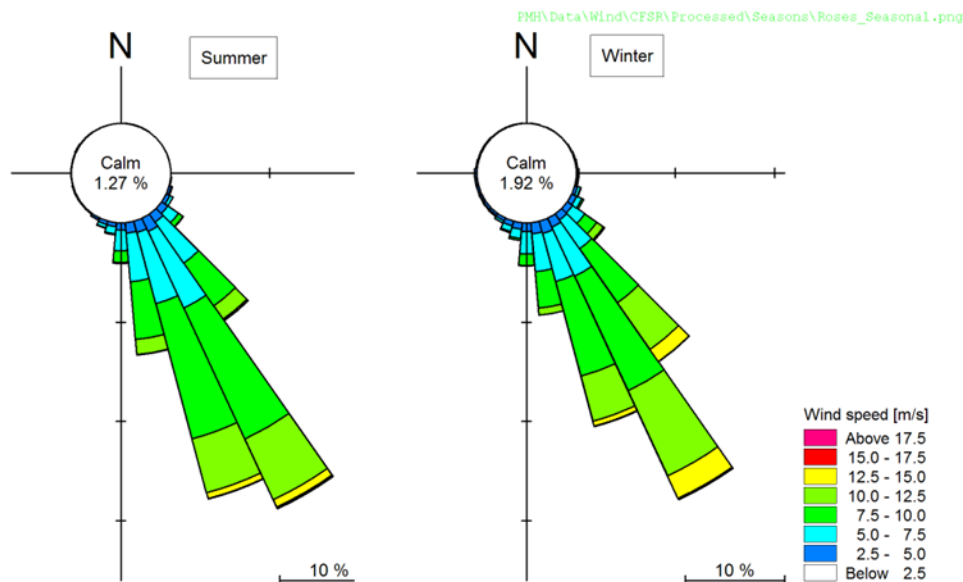 PMH\Data\Wind\CFSR\Processed\Seasons\Roses_Seasonal.png
N
Summer
Calm
1.27 %
10 %
N
Winter
Calm
1.92 %
10 %
Wind speed [m/s]
Above 17.5
15.0 - 17.5
12.5 - 15.0
10.0 - 12.5
7.5 - 10.0
5.0 - 7.5
2.5 - 5.0
Below 2.5